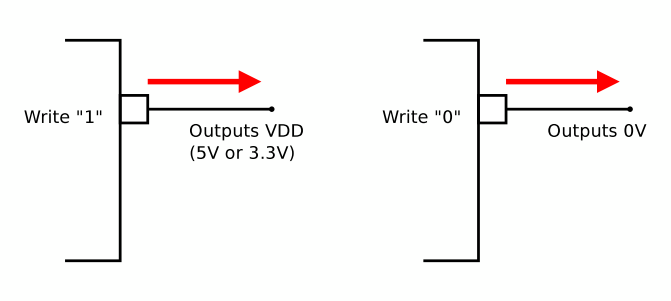 Write "1"
Outputs VDD
(5V or 3.3V)
Write "0"
Outputs 0V